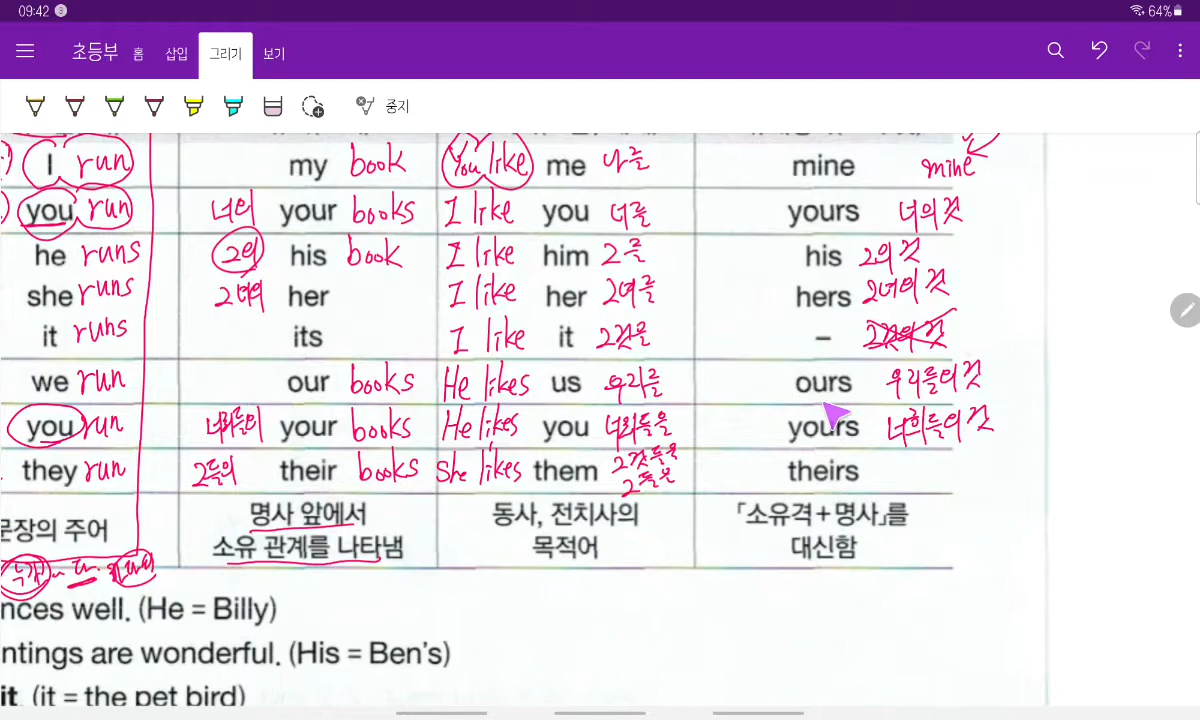 09:42 64%
초등부 홈 삽입 그리기 보기
중지
I run my book You like me 나를 mine mine
you run 너의 your books I like you 너를 yours 너의 것
he runs 그의 his book I like him 그를 his 그의 것
she runs 그녀의 her I like her 그녀를 hers 그녀의 것
it runs its I like it 그것을 –
we run our books He likes us 우리를 ours 우리들의 것
you run 너희들의 your books He likes you 너희들을 yours 너희들의 것
they run 그들의 their books She likes them 그것들을 그들을 theirs
문장의 주어 명사 앞에서 동사, 전치사의 「소유격+명사」를
소유 관계를 나타냄 목적어 대신함
nces well. (He = Billy)
ntings are wonderful. (His = Ben's)
it. (it = the pet bird)